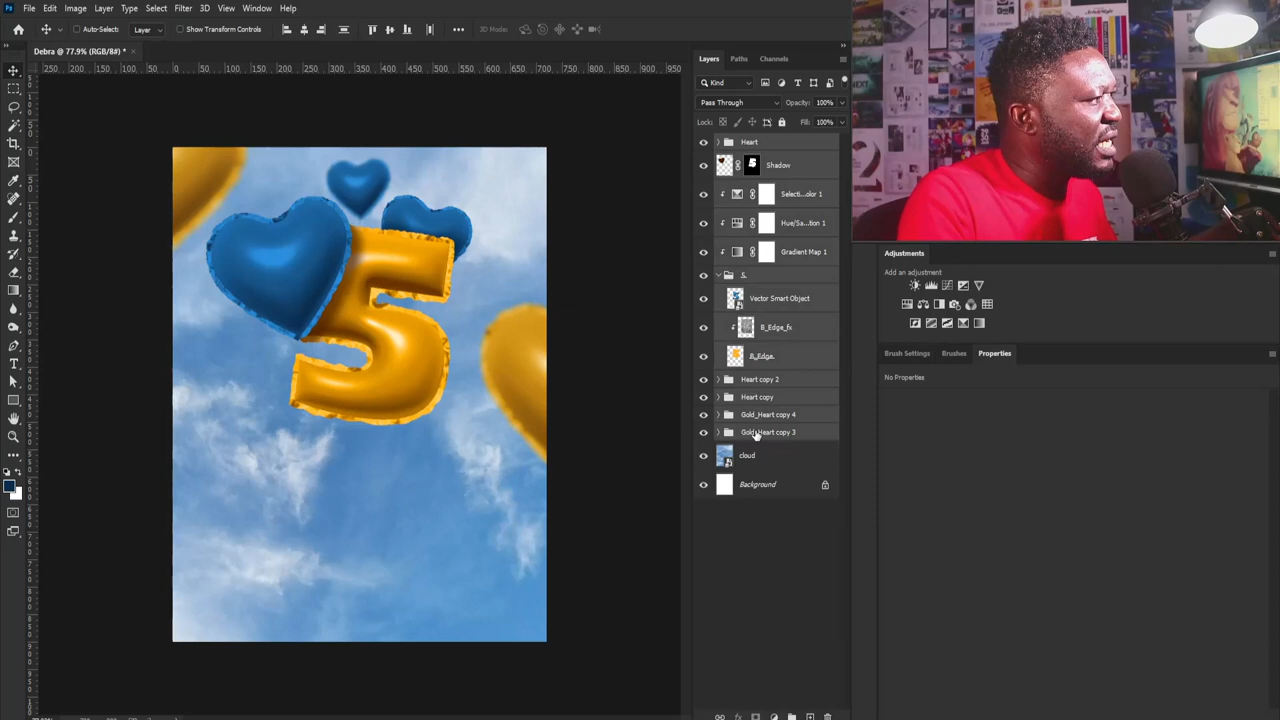 Ps File Edit Image Layer Type Select Filter 3D View Window Help
Auto-Select: Layer Show Transform Controls 3D Mode:
Debra @ 77.9% (RGB/8#) *
250 200 150 100 50 0 50 100 150 200 250 300 350 400 450 500 550 600 650 700 750 800 850 900 950
Layers Paths Channels
Kind
Pass Through Opacity: 100%
Lock: Fill: 100%
Heart
Shadow
Selecti...olor 1
Hue/Sa...tion 1
Gradient Map 1
5.
Vector Smart Object
B_Edge_fx
B_Edge.
Heart copy 2
Heart copy
Gold_Heart copy 4
Gold_Heart copy 3
cloud
Background
5
Adjustments
Add an adjustment
Brush Settings Brushes Properties
No Properties